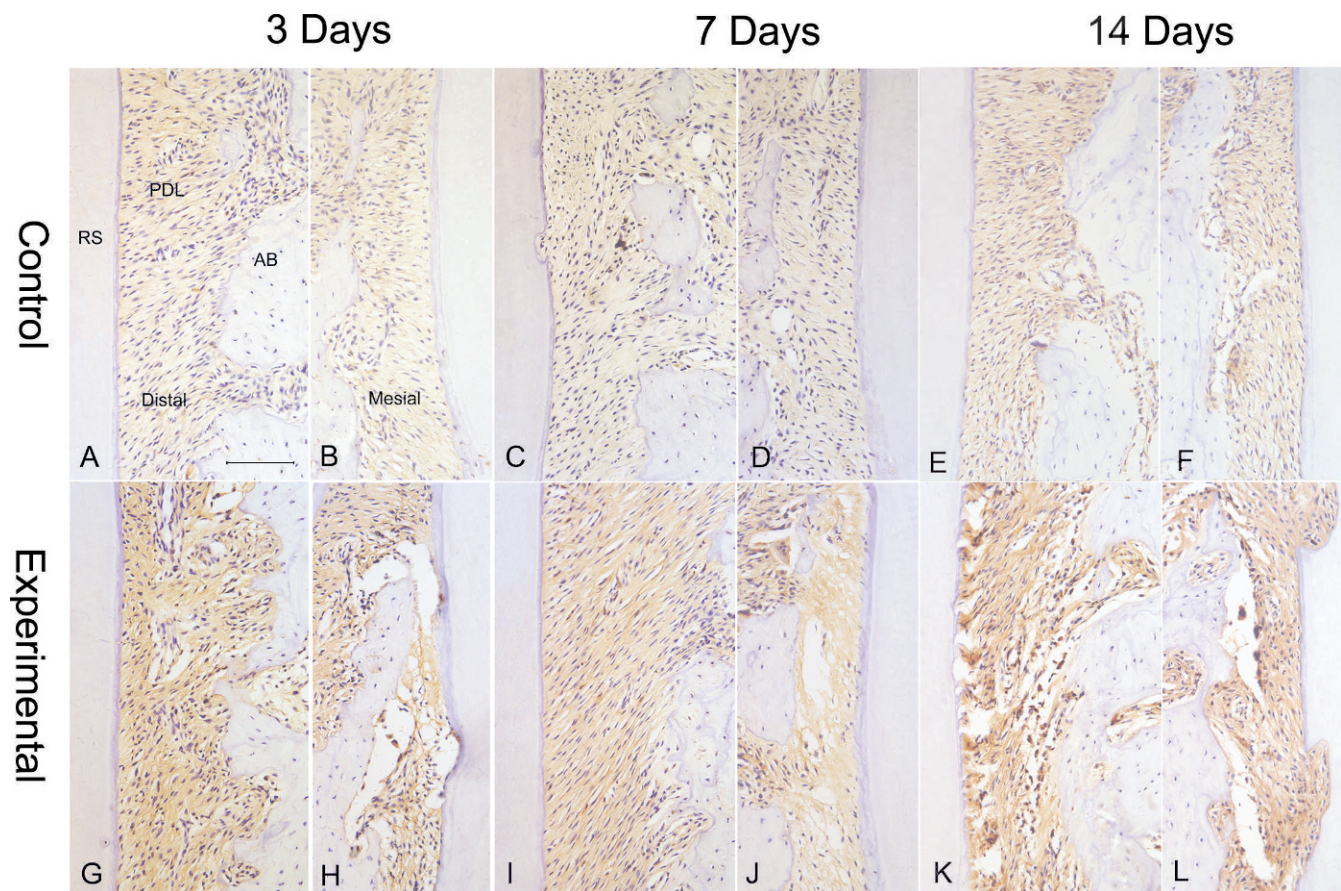 3 Days
7 Days
14 Days
Control
PDL
RS
AB
Distal
Mesial
A
B
C
D
E
F
Experimental
G
H
I
J
K
L